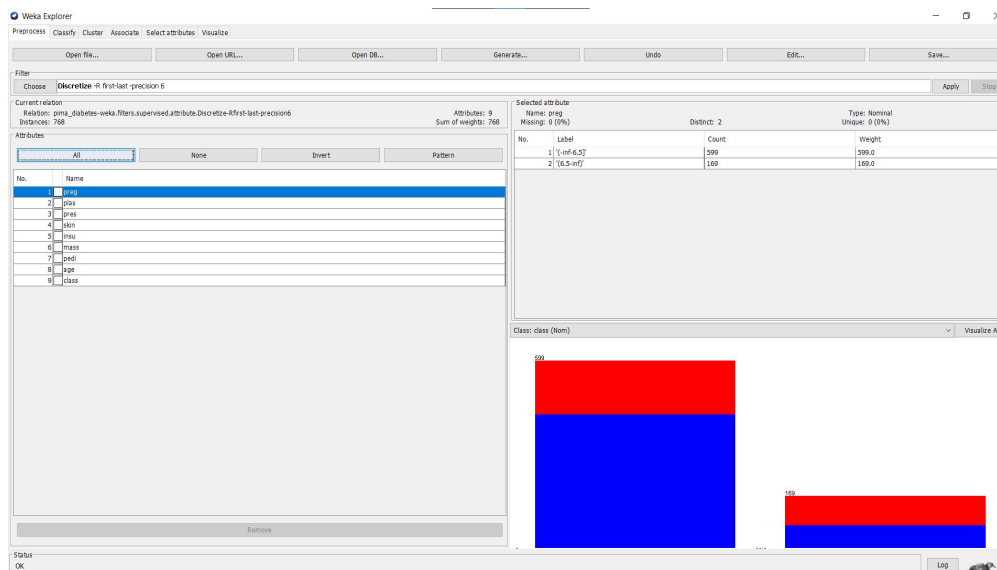 Weka Explorer
Preprocess Classify Cluster Associate Select attributes Visualize
Open file... Open URL... Open DB... Generate... Undo Edit... Save...
Filter
Choose Discretize -R first-last -precision 6 Apply Stop
Current relation
Relation: pima_diabetes-weka.filters.supervised.attribute.Discretize-Rfirst-last-precision6 Attributes: 9
Instances: 768 Sum of weights: 768
Attributes
All None Invert Pattern
No. Name
1 preg
2 plas
3 pres
4 skin
5 insu
6 mass
7 pedi
8 age
9 class
Remove
Selected attribute
Name: preg Type: Nominal
Missing: 0 (0%) Distinct: 2 Unique: 0 (0%)
No. Label Count Weight
1 '(-inf-6.5]' 599 599.0
2 '(6.5-inf)' 169 169.0
Class: class (Nom) Visualize A
599
169
Status
OK Log